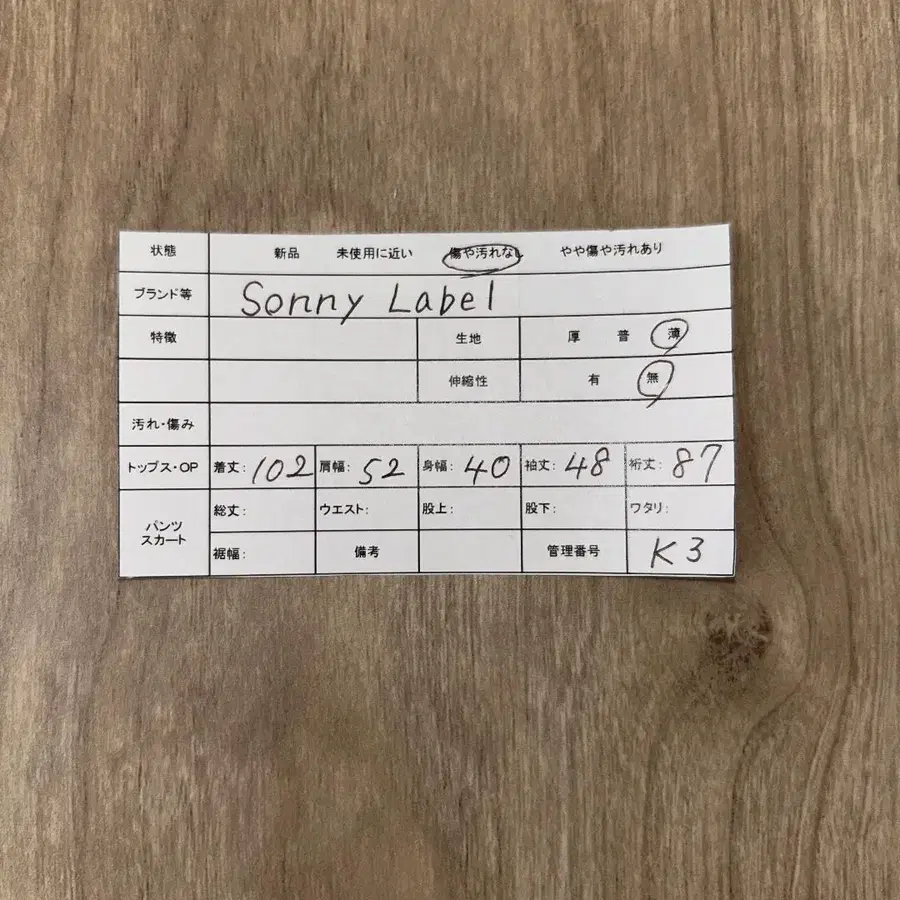 状態 新品 未使用に近い 傷や汚れなし やや傷や汚れあり
ブランド等 Sonny Label
特徴 生地 厚 普 薄
伸縮性 有 無
汚れ・傷み
トップス・OP 着丈: 102 肩幅: 52 身幅: 40 袖丈: 48 裄丈: 87
パンツ スカート 総丈: ウエスト: 股上: 股下: ワタリ:
裾幅: 備考 管理番号 K3